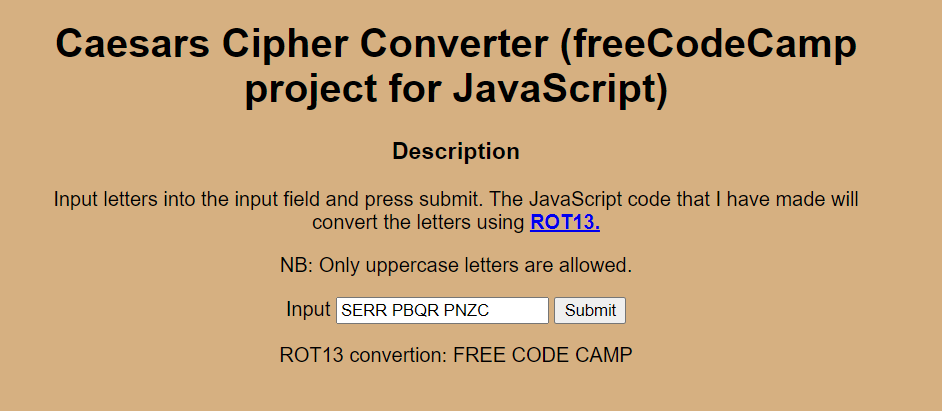 Caesars Cipher Converter (freeCodeCamp
project for JavaScript)
Description
Input letters into the input field and press submit. The JavaScript code that I have made will
convert the letters using ROT13.
NB: Only uppercase letters are allowed.
Input SERR PBQR PNZC Submit
ROT13 convertion: FREE CODE CAMP